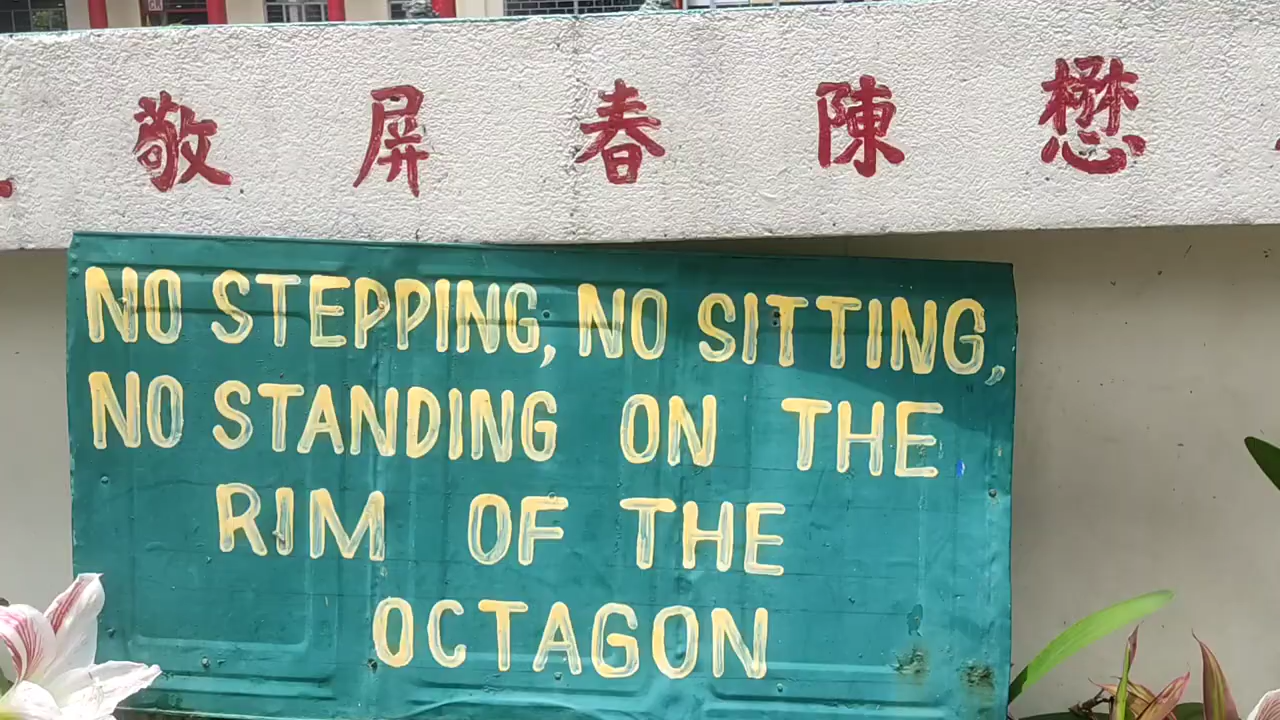 敬屏春陳懋
NO STEPPING, NO SITTING,
NO STANDING ON THE
RIM OF THE
OCTAGON